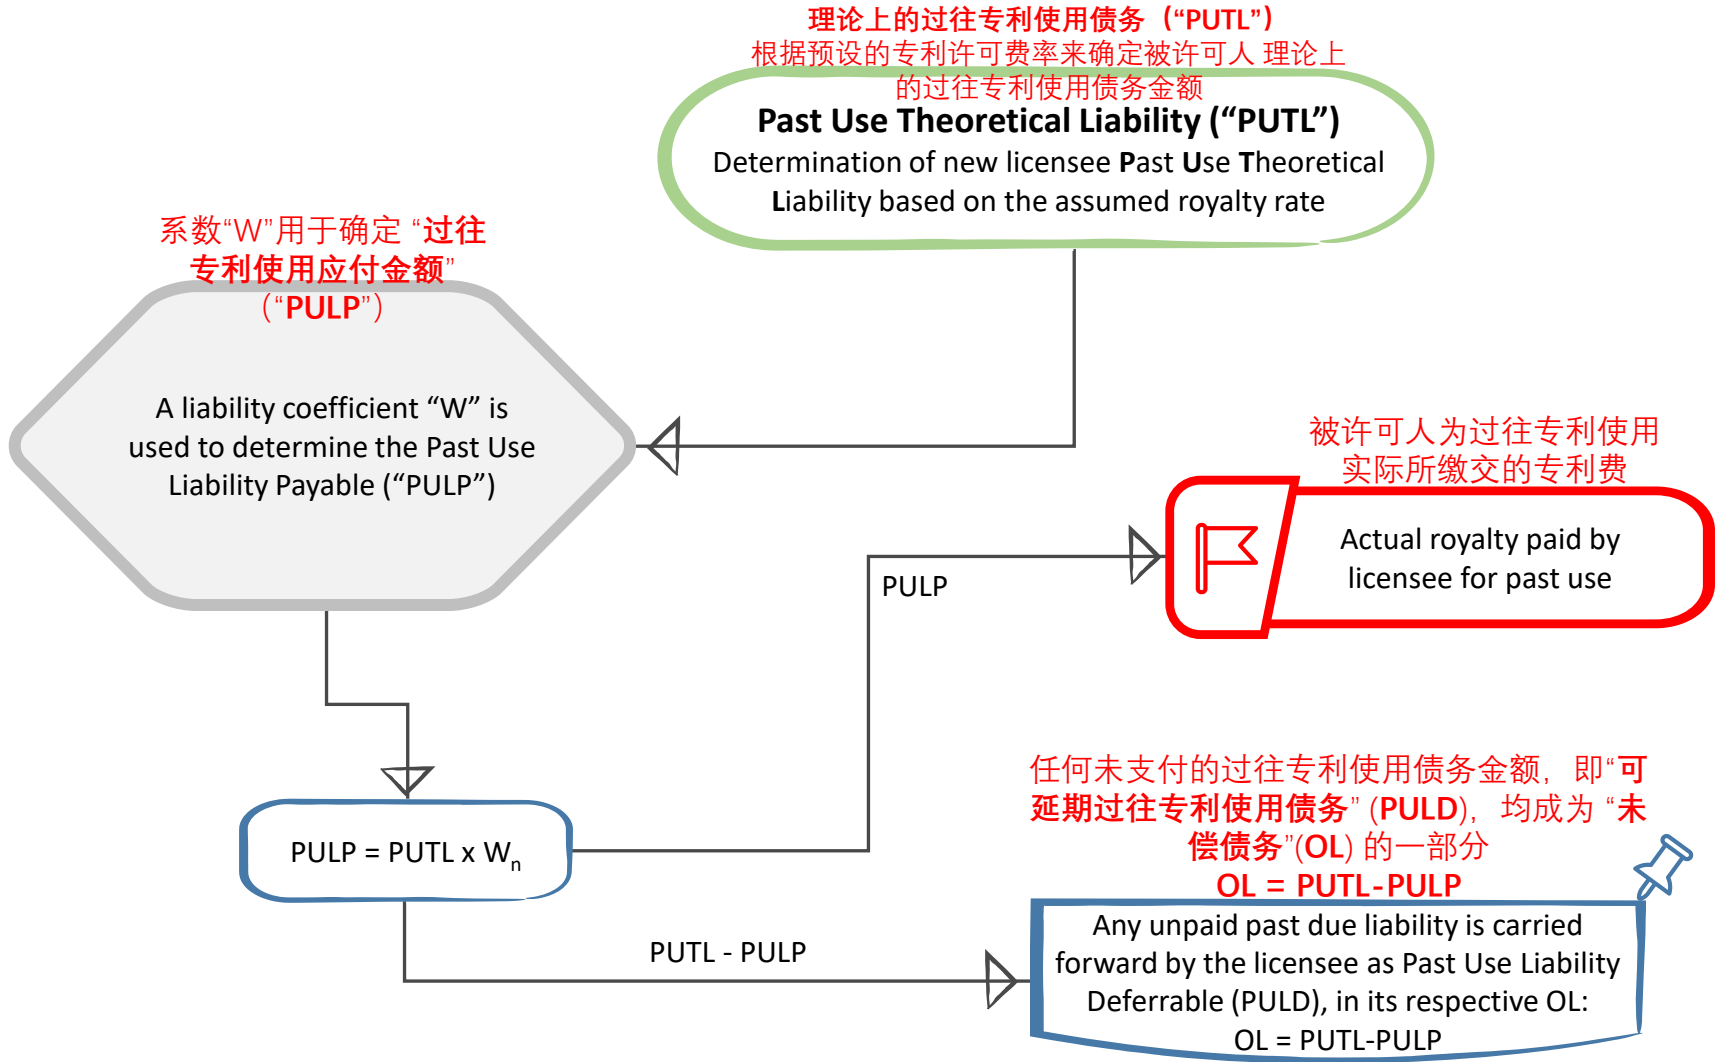 理论上的过往专利使用债务（“PUTL”）
根据预设的专利许可费率来确定被许可人 理论上
的过往专利使用债务金额
Past Use Theoretical Liability (“PUTL”)
Determination of new licensee Past Use Theoretical
Liability based on the assumed royalty rate
系数“W”用于确定 “过往
专利使用应付金额”
（“PULP”）
A liability coefficient “W” is
used to determine the Past Use
Liability Payable (“PULP”)
被许可人为过往专利使用
实际所缴交的专利费
Actual royalty paid by
licensee for past use
PULP
PULP = PUTL x Wn
PUTL - PULP
任何未支付的过往专利使用债务金额，即“可
延期过往专利使用债务” (PULD)，均成为 “未
偿债务”(OL) 的一部分
OL = PUTL-PULP
Any unpaid past due liability is carried
forward by the licensee as Past Use Liability
Deferrable (PULD), in its respective OL:
OL = PUTL-PULP